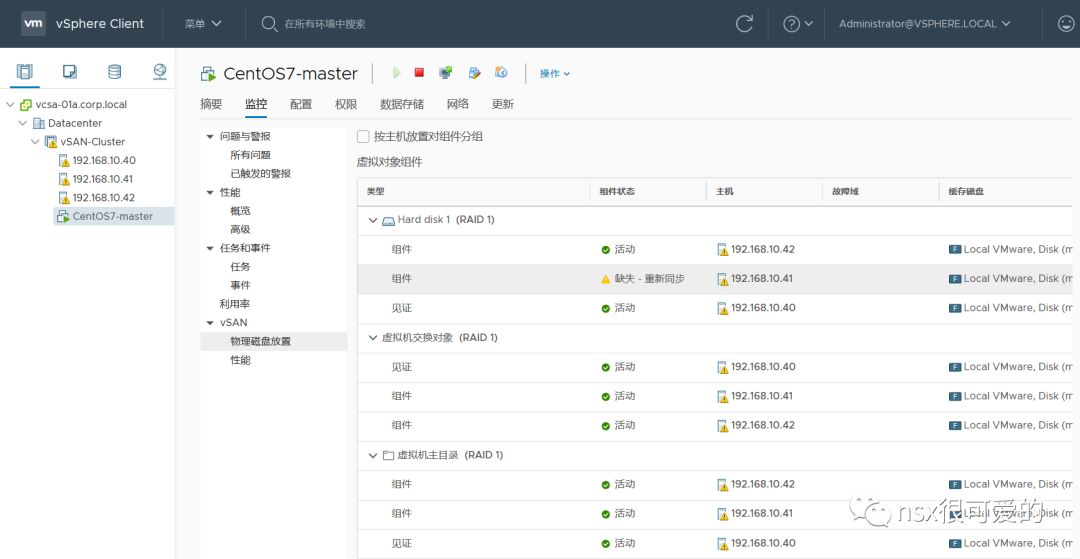 vm vSphere Client 菜单 在所有环境中搜索 Administrator@VSPHERE.LOCAL
vcsa-01a.corp.local
Datacenter
vSAN-Cluster
192.168.10.40
192.168.10.41
192.168.10.42
CentOS7-master
CentOS7-master 操作
摘要 监控 配置 权限 数据存储 网络 更新
问题与警报
所有问题
已触发的警报
性能
概览
高级
任务和事件
任务
事件
利用率
vSAN
物理磁盘放置
性能
按主机放置对组件分组
虚拟对象组件
类型 组件状态 主机 故障域 缓存磁盘
Hard disk 1 (RAID 1)
组件 活动 192.168.10.42 F Local VMware, Disk (m
组件 缺失 - 重新同步 192.168.10.41 F Local VMware, Disk (m
见证 活动 192.168.10.40 F Local VMware, Disk (m
虚拟机交换对象 (RAID 1)
见证 活动 192.168.10.40 F Local VMware, Disk (m
组件 活动 192.168.10.41 F Local VMware, Disk (m
组件 活动 192.168.10.42 F Local VMware, Disk (m
虚拟机主目录 (RAID 1)
组件 活动 192.168.10.42 F Local VMware, Disk (m
组件 活动 192.168.10.41 Local VMware, Disk (m
见证 活动 192.168.10.40 F Local VMware, Disk (m
nsx很可爱的